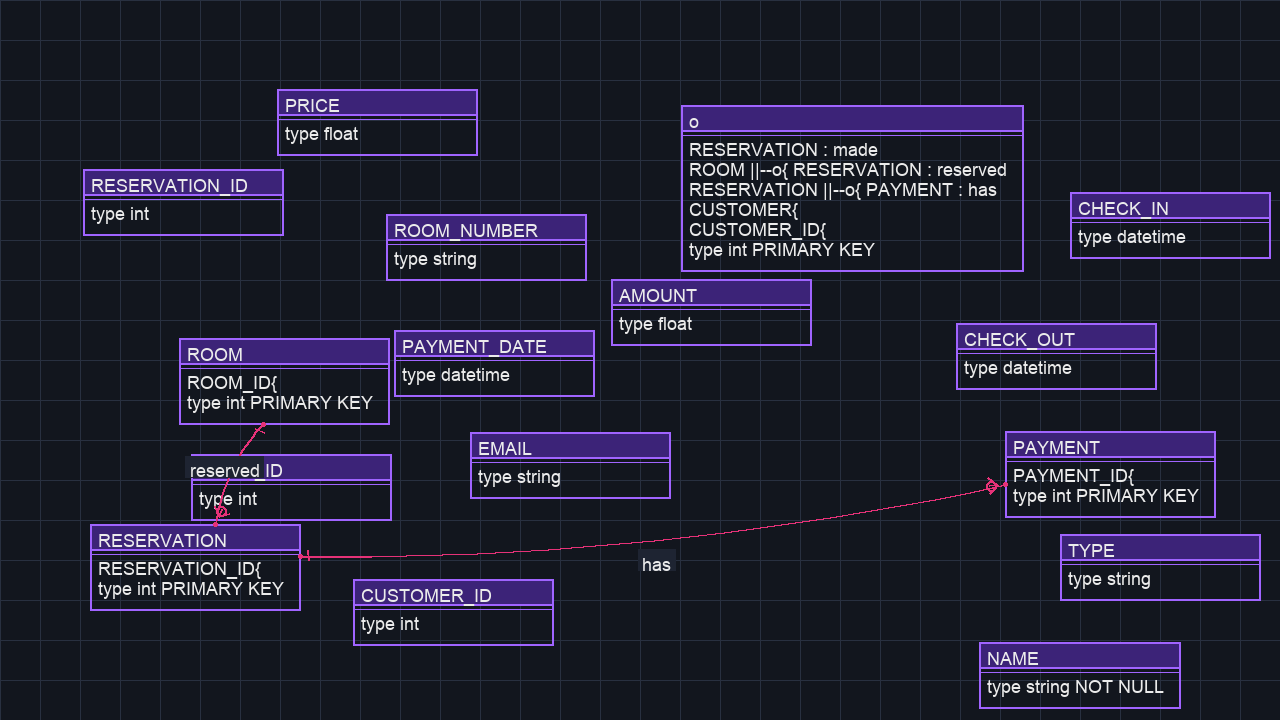 PRICE
type float
o
RESERVATION : made
ROOM ||--o{ RESERVATION : reserved
RESERVATION ||--o{ PAYMENT : has
CUSTOMER{
CUSTOMER_ID{
type int PRIMARY KEY
RESERVATION_ID
type int
CHECK_IN
type datetime
ROOM_NUMBER
type string
AMOUNT
type float
CHECK_OUT
type datetime
ROOM
ROOM_ID{
type int PRIMARY KEY
PAYMENT_DATE
type datetime
EMAIL
type string
PAYMENT
PAYMENT_ID{
type int PRIMARY KEY
reserved
_ID
type int
RESERVATION
RESERVATION_ID{
type int PRIMARY KEY
has
TYPE
type string
CUSTOMER_ID
type int
NAME
type string NOT NULL